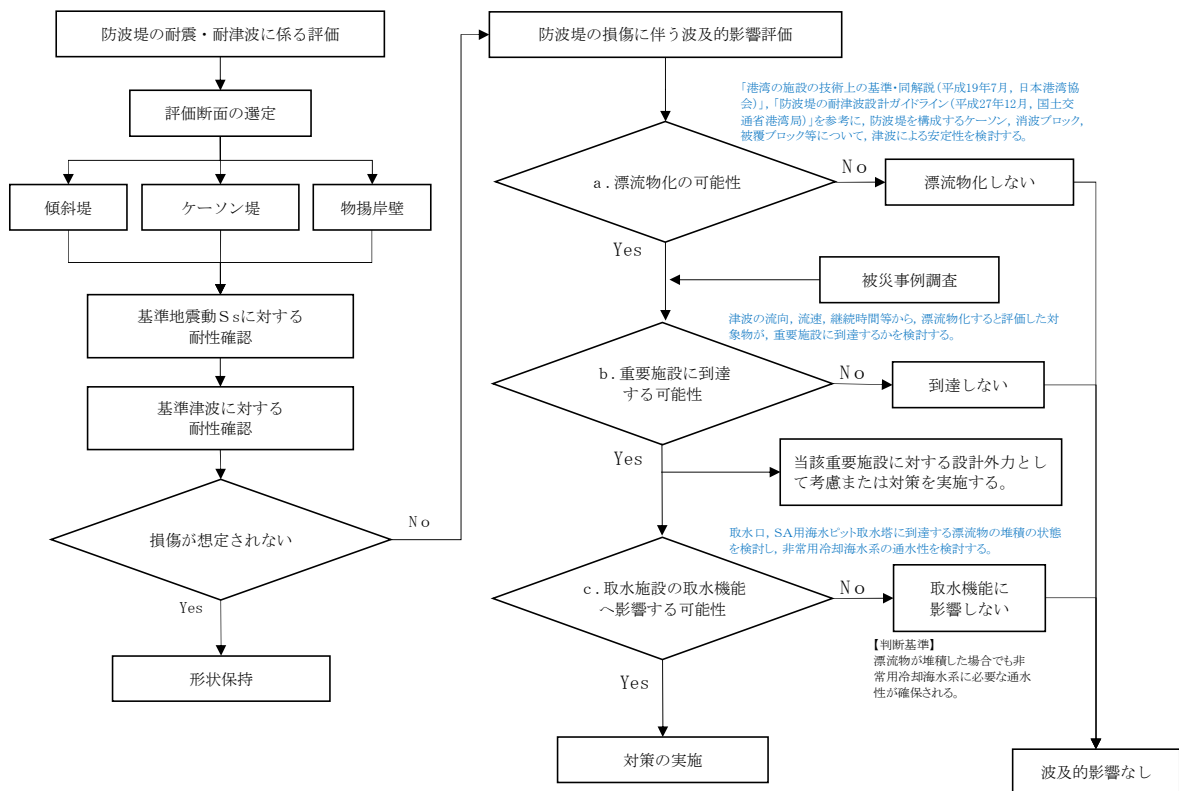 防波堤の耐震・耐津波に係る評価
評価断面の選定
傾斜堤
ケーソン堤
物揚岸壁
基準地震動Ｓｓに対する
耐性確認
基準津波に対する
耐性確認
損傷が想定されない
No
Yes
形状保持
防波堤の損傷に伴う波及的影響評価
「港湾の施設の技術上の基準・同解説(平成19年7月，日本港湾協
会)」，「防波堤の耐津波設計ガイドライン(平成27年12月，国土交
通省港湾局)」を参考に，防波堤を構成するケーソン，消波ブロック，
被覆ブロック等について，津波による安定性を検討する。
a．漂流物化の可能性
No
漂流物化しない
Yes
被災事例調査
津波の流向，流速，継続時間等から，漂流物化すると評価した対
象物が，重要施設に到達するかを検討する。
b．重要施設に到達
する可能性
No
到達しない
Yes
当該重要施設に対する設計外力とし
て考慮または対策を実施する。
取水口，SA用海水ピット取水塔に到達する漂流物の堆積の状態
を検討し，非常用冷却海水系の通水性を検討する。
c．取水施設の取水機能
へ影響する可能性
No
取水機能に
影響しない
【判断基準】
漂流物が堆積した場合でも非
常用冷却海水系に必要な通水
性が確保される。
Yes
対策の実施
波及的影響なし